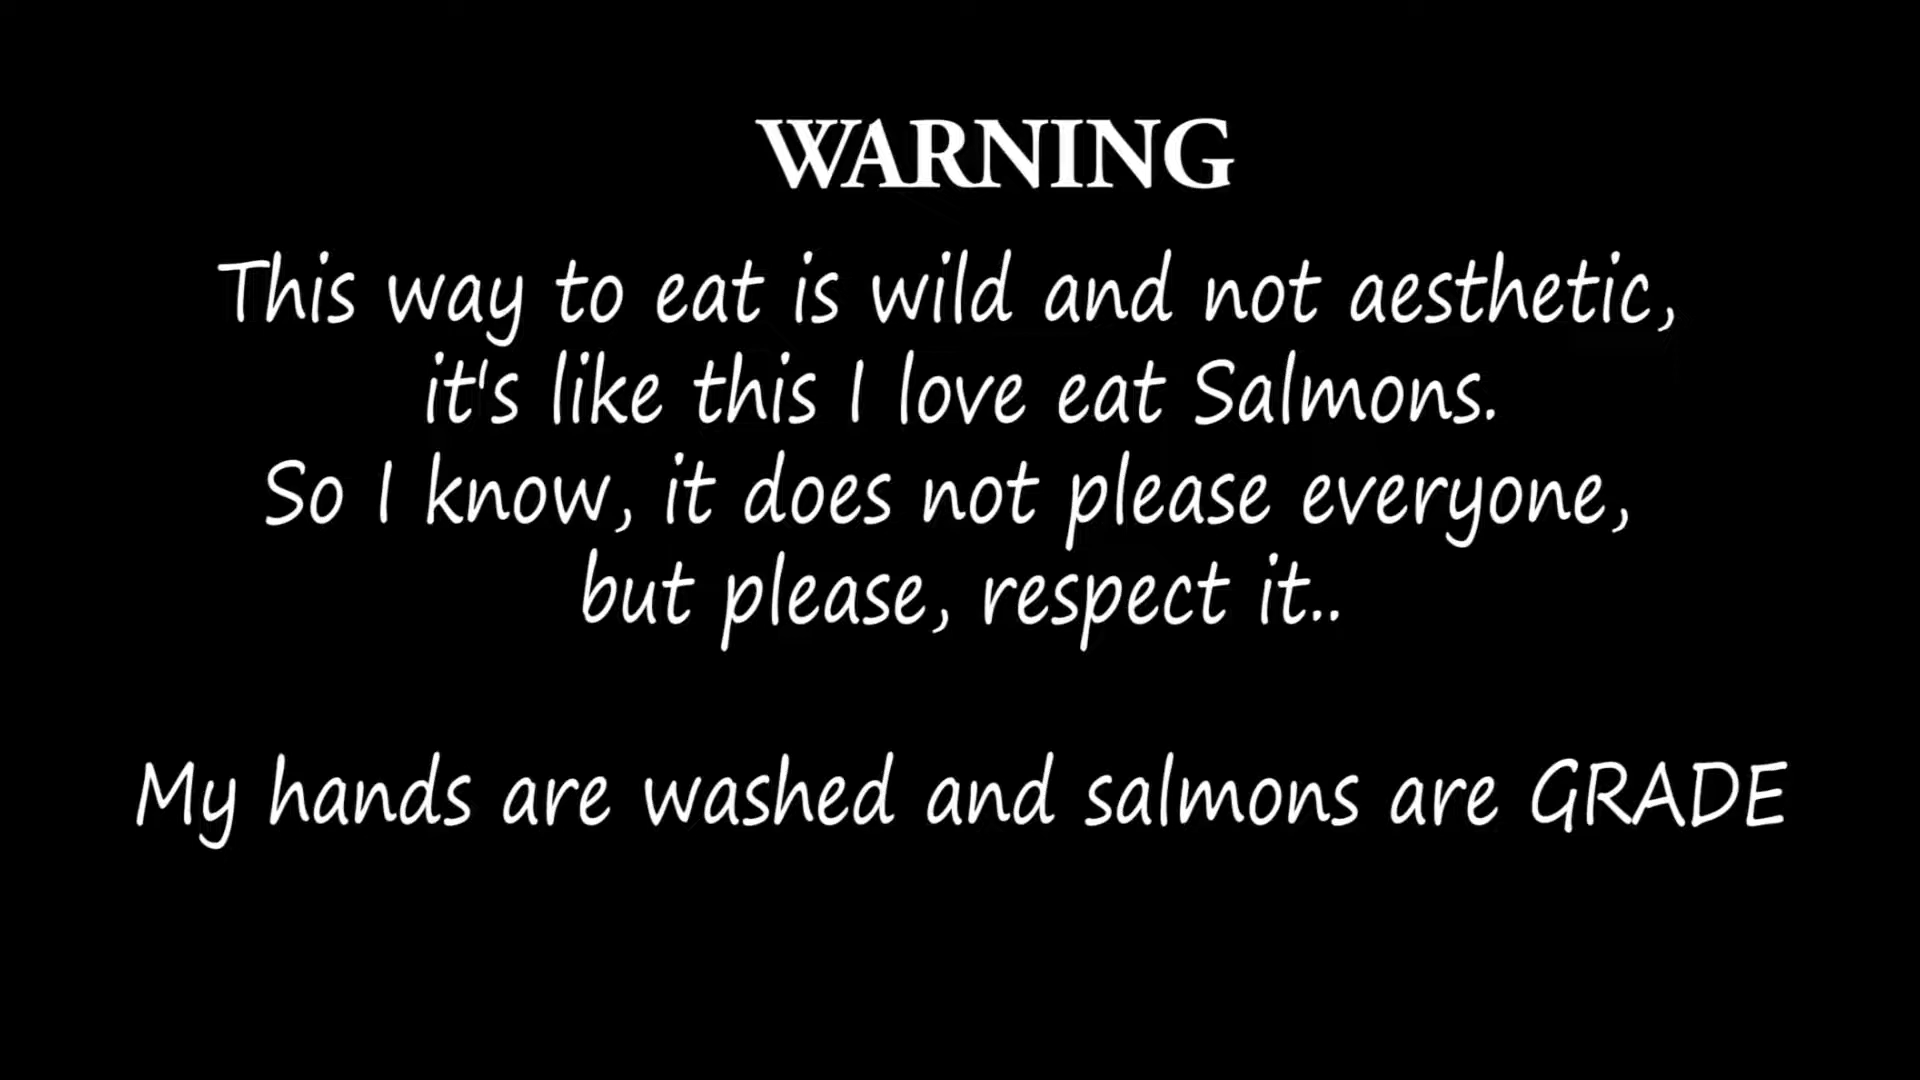 WARNING
This way to eat is wild and not aesthetic,
it's like this I love eat Salmons.
So I know, it does not please everyone,
but please, respect it..
My hands are washed and salmons are GRADE